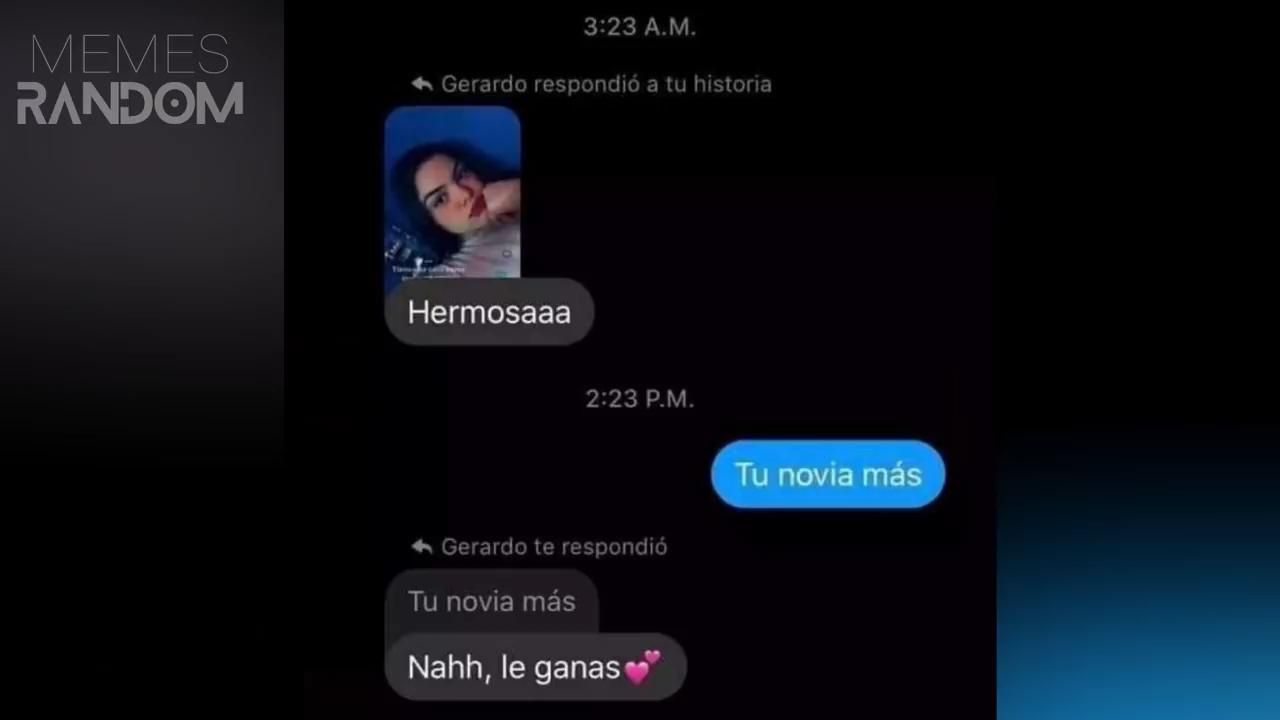 MEMES
RANDOM
3:23 A.M.
Gerardo respondió a tu historia
Hermosaaa
2:23 P.M.
Tu novia más
Gerardo te respondió
Tu novia más
Nahh, le ganas💕